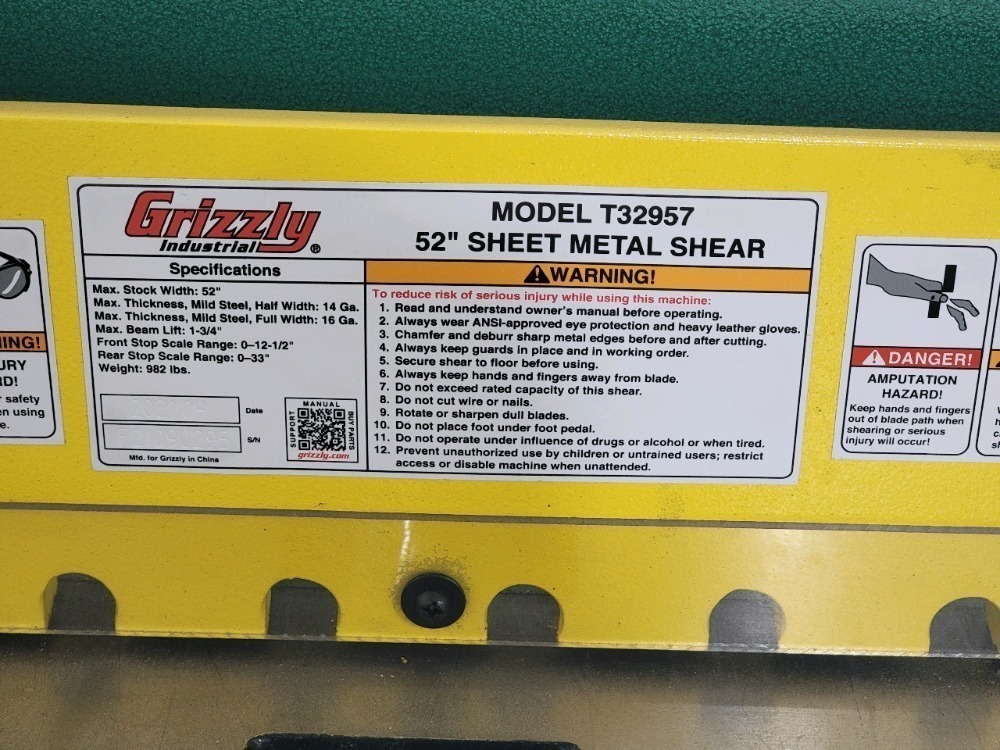 Grizzly
Industrial®
MODEL T32957
52" SHEET METAL SHEAR
Specifications
Max. Stock Width: 52"
Max. Thickness, Mild Steel, Half Width: 14 Ga.
Max. Thickness, Mild Steel, Full Width: 16 Ga.
Max. Beam Lift: 1-3/4"
Front Stop Scale Range: 0–12-1/2"
Rear Stop Scale Range: 0–33"
Weight: 982 lbs.
Date
S/N
Mfd. for Grizzly in China
MANUAL
SUPPORT
BUY PARTS
grizzly.com
WARNING!
To reduce risk of serious injury while using this machine:
1. Read and understand owner's manual before operating.
2. Always wear ANSI-approved eye protection and heavy leather gloves.
3. Chamfer and deburr sharp metal edges before and after cutting.
4. Always keep guards in place and in working order.
5. Secure shear to floor before using.
6. Always keep hands and fingers away from blade.
7. Do not exceed rated capacity of this shear.
8. Do not cut wire or nails.
9. Rotate or sharpen dull blades.
10. Do not place foot under foot pedal.
11. Do not operate under influence of drugs or alcohol or when tired.
12. Prevent unauthorized use by children or untrained users; restrict
access or disable machine when unattended.
ING!
URY
RD!
safety
en using
e.
DANGER!
AMPUTATION
HAZARD!
Keep hands and fingers
out of blade path when
shearing or serious
injury will occur!